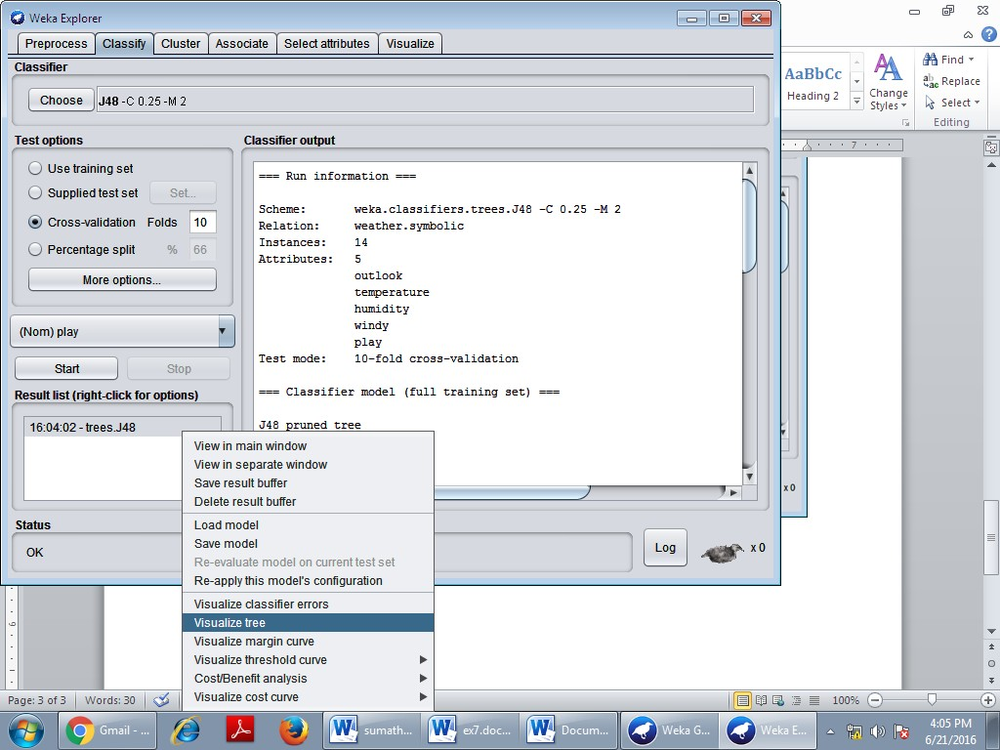 Weka Explorer
Preprocess Classify Cluster Associate Select attributes Visualize
Classifier
Choose J48 -C 0.25 -M 2
Test options
Use training set
Supplied test set Set...
Cross-validation Folds 10
Percentage split % 66
More options...
(Nom) play
Start Stop
Result list (right-click for options)
16:04:02 - trees.J48
Classifier output
=== Run information ===
Scheme: weka.classifiers.trees.J48 -C 0.25 -M 2
Relation: weather.symbolic
Instances: 14
Attributes: 5
outlook
temperature
humidity
windy
play
Test mode: 10-fold cross-validation
=== Classifier model (full training set) ===
J48 pruned tree
View in main window
View in separate window
Save result buffer
Delete result buffer
Load model
Save model
Re-evaluate model on current test set
Re-apply this model's configuration
Visualize classifier errors
Visualize tree
Visualize margin curve
Visualize threshold curve
Cost/Benefit analysis
Visualize cost curve
Status
OK
Log
x 0
x 0
AaBbCc
Heading 2
Change
Styles
Find
Replace
Select
Editing
7
9
Page: 3 of 3 Words: 30
100%
Gmail - ...
sumath...
ex7.doc...
Docum...
Weka G...
Weka E...
4:05 PM
6/21/2016